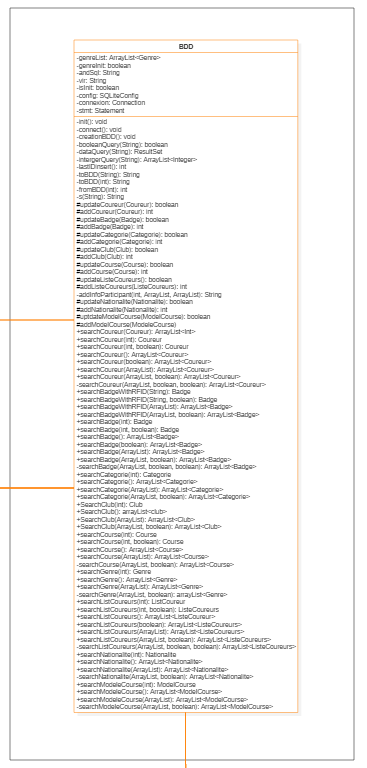 BDD
-genreList: ArrayList<Genre>
-genreInit: boolean
-andSql: String
-vir: String
-isInit: boolean
-config: SQLiteConfig
-connexion: Connection
-stmt: Statement
-init(): void
-connect(): void
-creationBDD(): void
-booleanQuery(String): boolean
-dataQuery(String): ResultSet
-intergerQuery(String): ArrayList<Integer>
-lastIDinsert(): int
-toBDD(String): String
-toBDD(int): String
-fromBDD(int): int
-s(String): String
#updateCoureur(Coureur): boolean
#addCoureur(Coureur): int
#updateBadge(Badge): boolean
#addBadge(Badge): int
#updateCategorie(Categorie): boolean
#addCategorie(Categorie): int
#updateClub(Club): boolean
#addClub(Club): int
#updateCourse(Course): boolean
#addCourse(Course): int
#updateListeCoureurs(): boolean
#addListeCoureurs(ListeCoureurs): int
-addInfoParticipant(int, ArrayList, ArrayList): String
#updateNationalite(Nationalite): boolean
#addNationalite(Nationalite): int
#uptdateModelCourse(ModelCourse): boolean
#addModelCourse(ModeleCourse)
+searchCoureur(Coureur): ArrayList<Int>
+searchCoureur(int): Coureur
+searchCoureur(int, boolean): Coureur
+searchCoureur(): ArrayList<Coureur>
+searchCoureur(boolean): ArrayList<Coureur>
+searchCoureur(ArrayList): ArrayList<Coureur>
+searchCoureur(ArrayList, boolean): ArrayList<Coureur>
-searchCoureur(ArrayList, boolean, boolean): ArrayList<Coureur>
+searchBadgeWithRFID(String): Badge
+searchBadgeWithRFID(String, boolean): Badge
+searchBadgeWithRFID(ArrayList): ArrayList<Badge>
+searchBadgeWithRFID(ArrayList, boolean): ArrayList<Badge>
+searchBadge(int): Badge
+searchBadge(int, boolean): Badge
+searchBadge(): ArrayList<Badge>
+searchBadge(boolean): ArrayList<Badge>
+searchBadge(ArrayList): ArrayList<Badge>
+searchBadge(ArrayList, boolean): ArrayList<Badge>
-searchBadge(ArrayList, boolean, boolean): ArrayList<Badge>
+searchCategorie(int): Categorie
+searchCategorie(): ArrayList<Categorie>
+searchCategorie(ArrayList): ArrayList<Categorie>
+searchCategorie(ArrayList, boolean): ArrayList<Categorie>
+SearchClub(int): Club
+SearchClub(): arrayList<club>
+SearchClub(ArrayList): ArrayList<Club>
+SearchClub(ArrayList, boolean): ArrayList<Club>
+searchCourse(int): Course
+searchCourse(int, boolean): Course
+searchCourse(): ArrayList<Course>
+searchCourse(ArrayList): ArrayList<Course>
-searchCourse(ArrayList, boolean): ArrayList<Course>
+searchGenre(int): Genre
+searchGenre(): ArrayList<Genre>
+searchGenre(ArrayList): ArrayList<Genre>
-searchGenre(ArrayList, boolean): arrayList<Genre>
+searchListCoureurs(int): ListCoureur
+searchListCoureurs(int, boolean): ListeCoureurs
+searchListCoureurs(): ArrayList<ListeCoureur>
+searchListCoureurs(boolean): ArrayList<ListeCoureurs>
+searchListCoureurs(ArrayList): ArrayList<ListeCoureurs>
+searchListCoureurs(ArrayList, boolean): ArrayList<ListeCoureurs>
-searchListCoureurs(ArrayList, boolean, boolean): ArrayList<ListeCoureurs>
+searchNationalite(int): Nationalite
+searchNationalite(): ArrayList<Nationalite>
+searchNationalite(ArrayList): ArrayList<Nationalite>
-searchNationalite(ArrayList, boolean): ArrayList<Nationalite>
+searchModeleCourse(int): ModelCourse
+searchModeleCourse(): ArrayList<ModelCourse>
+searchModeleCourse(ArrayList): ArrayList<ModelCourse>
-searchModeleCourse(ArrayList, boolean): ArrayList<ModelCourse>